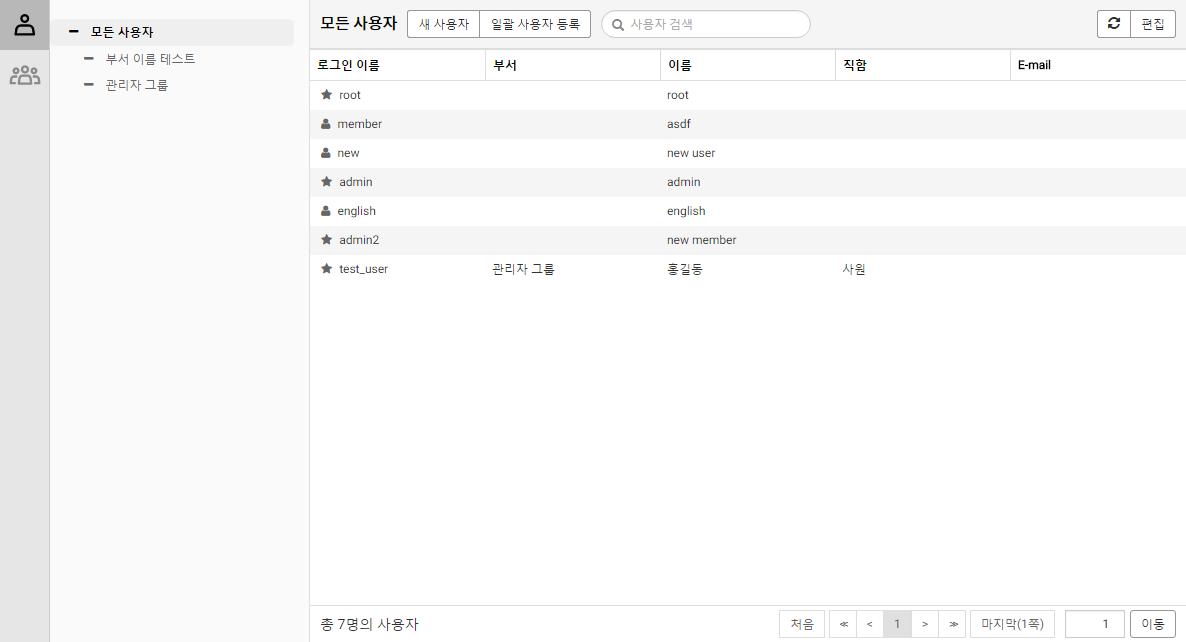 모든 사용자
부서 이름 테스트
관리자 그룹
모든 사용자 새 사용자 일괄 사용자 등록 사용자 검색 편집
로그인 이름 부서 이름 직함 E-mail
root root
member asdf
new new user
admin admin
english english
admin2 new member
test_user 관리자 그룹 홍길동 사원
총 7명의 사용자 처음 ≪ < 1 > ≫ 마지막(1쪽) 1 이동